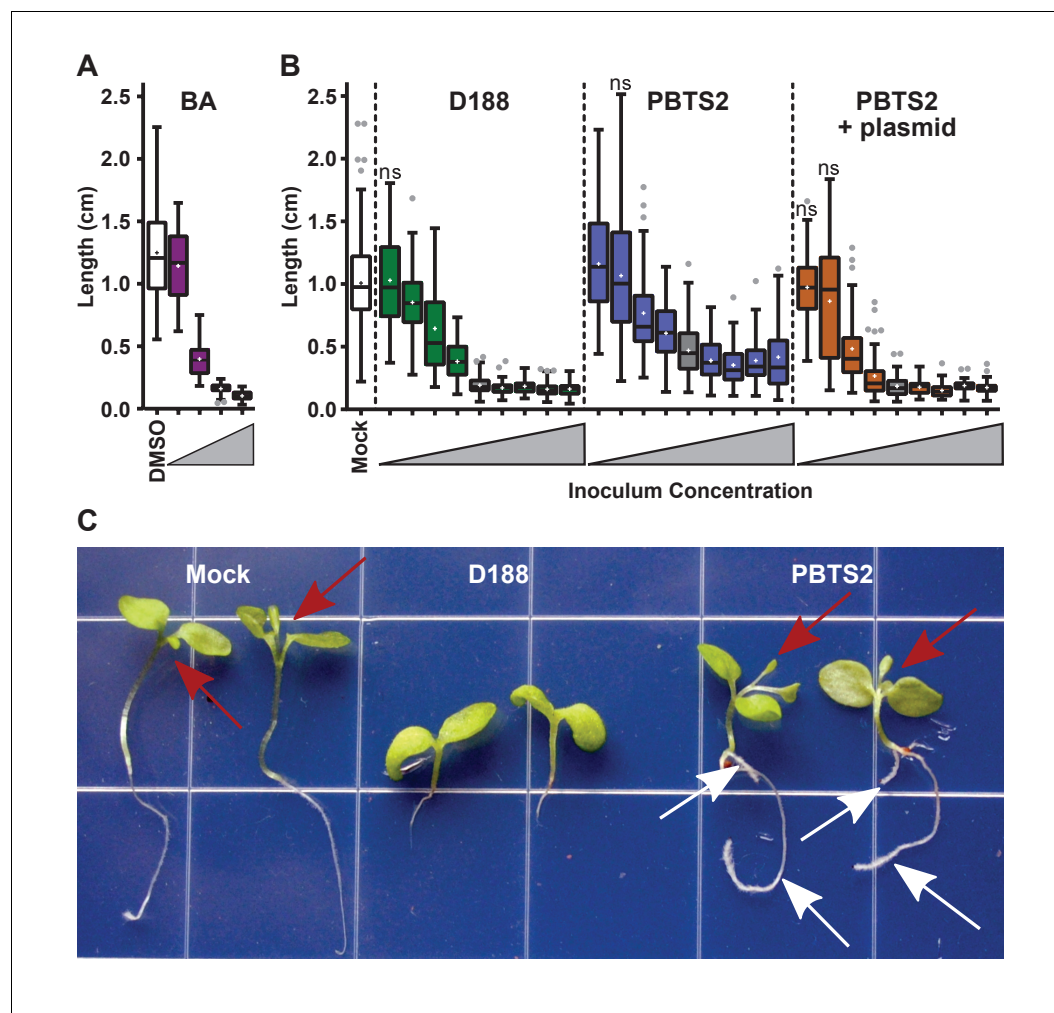 A
B
BA
D188
PBTS2
PBTS2
+ plasmid
Length (cm)
2.5
2.0
1.5
1.0
0.5
0.0
DMSO
Length (cm)
2.5
2.0
1.5
1.0
0.5
0.0
Mock
ns
ns
ns
ns
Inoculum Concentration
C
Mock
D188
PBTS2